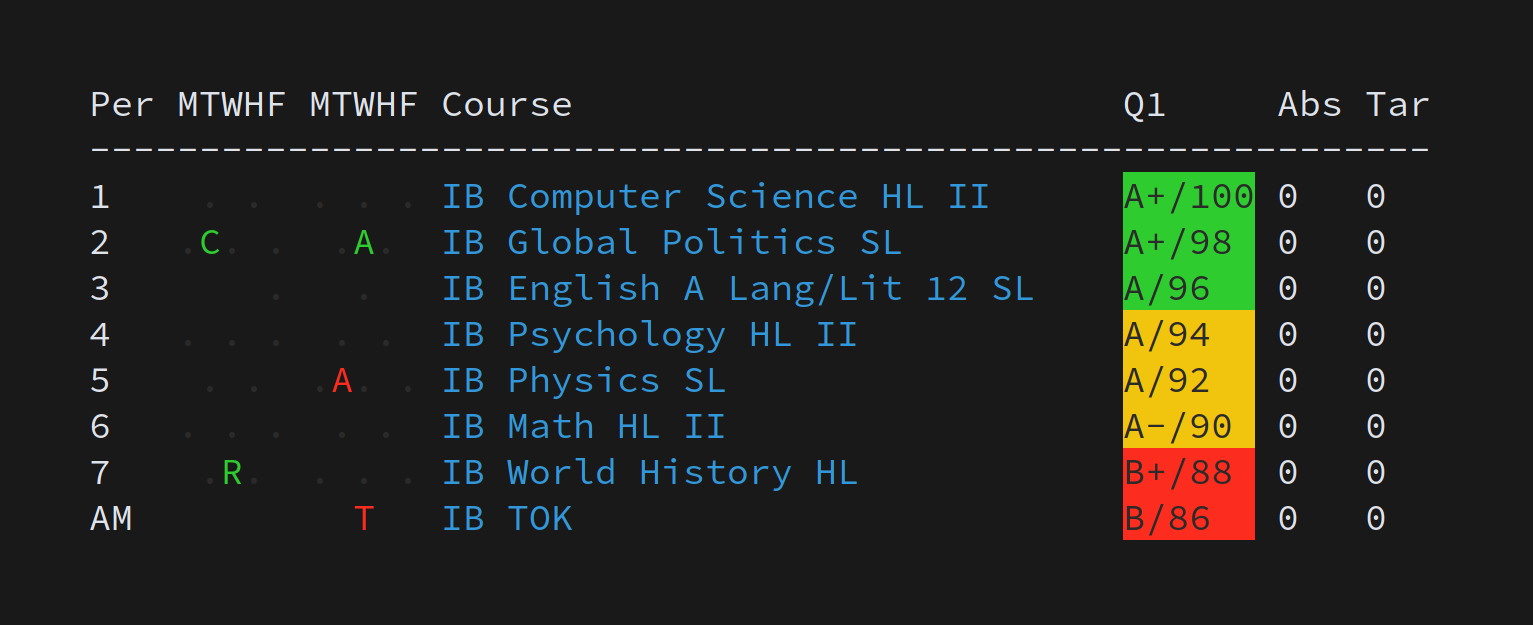 Per MTWHF MTWHF Course                         Q1     Abs Tar
-------------------------------------------------------------
1    . .  . . . IB Computer Science HL II      A+/100 0   0
2   .C. .  .A.  IB Global Politics SL          A+/98  0   0
3       .   .   IB English A Lang/Lit 12 SL    A/96   0   0
4   . . .  . .  IB Psychology HL II            A/94   0   0
5    . .  .A. . IB Physics SL                  A/92   0   0
6   . . .  . .  IB Math HL II                  A-/90  0   0
7    .R.  . . . IB World History HL            B+/88  0   0
AM          T   IB TOK                         B/86   0   0